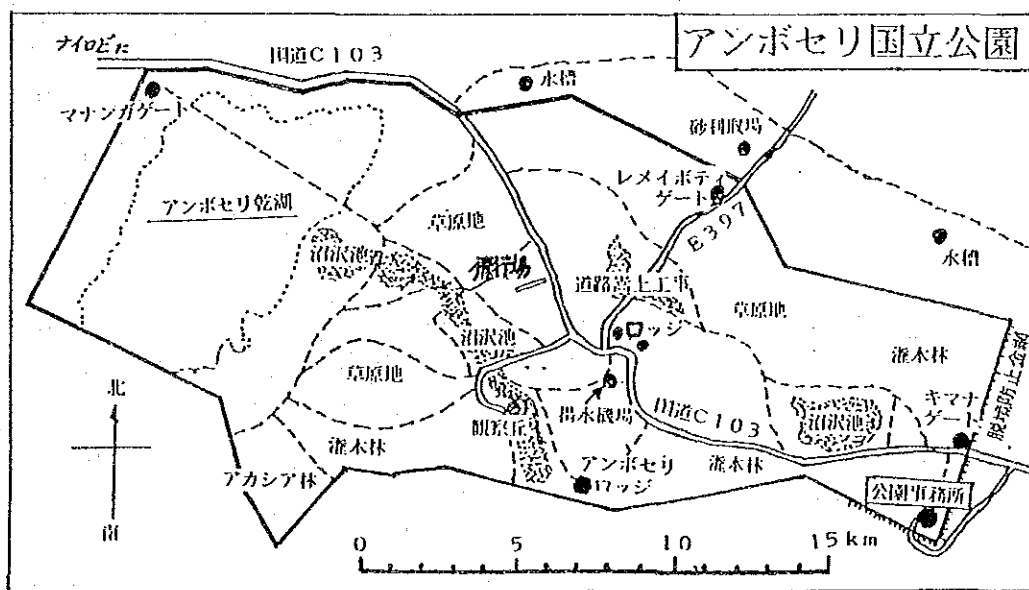 アンボセリ国立公園
ナイロビに
国道C103
水槽
マナンガゲート
砂利取場
レメイボティ
ゲート
E397
アンボセリ乾湖
草原地
水槽
沼沢池
飛行場
道路嵩上工事
草原地
ロッジ
沼沢池
灌木林
草原地
脱出防止金網
北
キマナ
ゲート
国道C103
沼沢池
観察丘
揚水機場
灌木林
アンボセリ
ロッジ
灌木林
アカシア林
公園事務所
南
0 5 10 15km